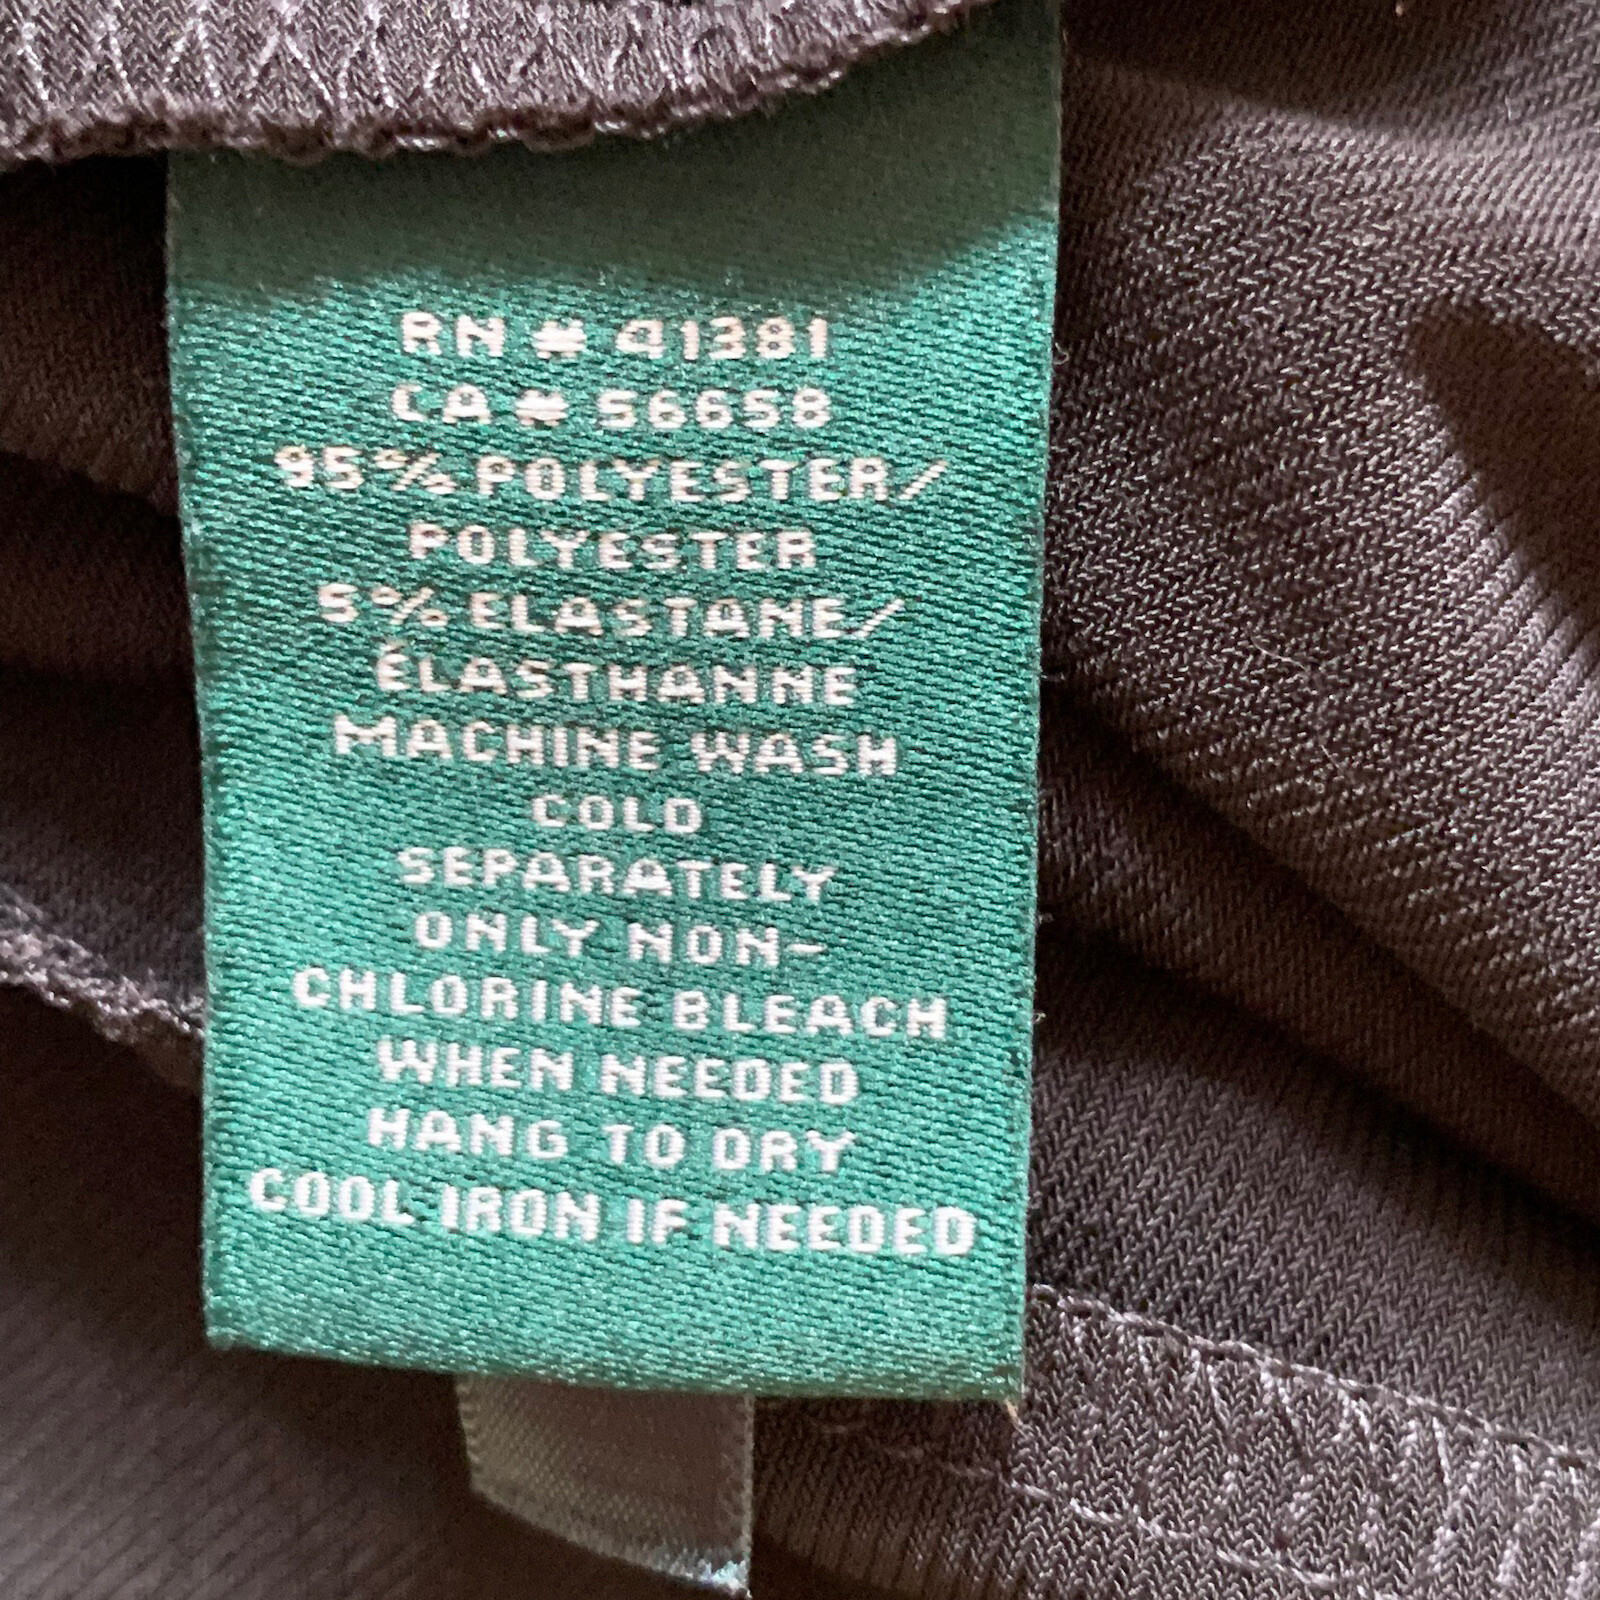 RN # 41381
CA # 56658
95% POLYESTER/
POLYESTER
5% ELASTANE/
ÉLASTHANNE
MACHINE WASH
COLD
SEPARATELY
ONLY NON-
CHLORINE BLEACH
WHEN NEEDED
HANG TO DRY
COOL IRON IF NEEDED